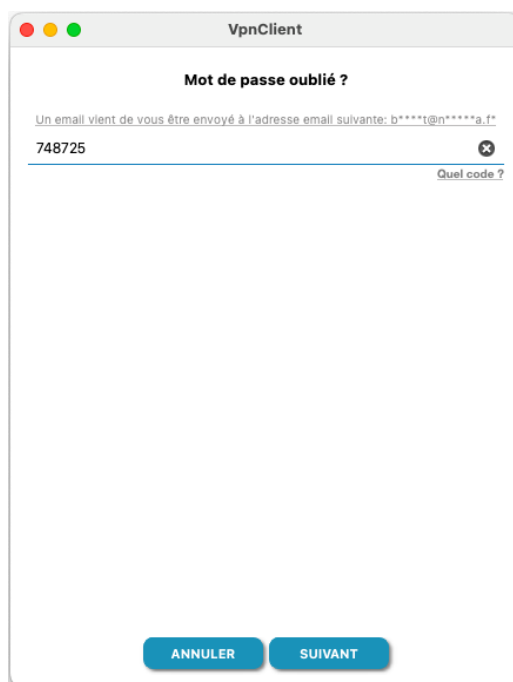 VpnClient
Mot de passe oublié ?
Un email vient de vous être envoyé à l'adresse email suivante: b****t@n*****a.f*
748725
Quel code ?
ANNULER
SUIVANT